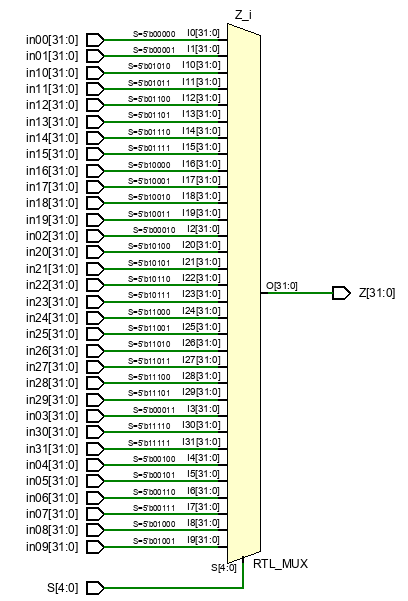 Z_i
in00[31:0] S=5'b00000 I0[31:0]
in01[31:0] S=5'b00001 I1[31:0]
in10[31:0] S=5'b01010 I10[31:0]
in11[31:0] S=5'b01011 I11[31:0]
in12[31:0] S=5'b01100 I12[31:0]
in13[31:0] S=5'b01101 I13[31:0]
in14[31:0] S=5'b01110 I14[31:0]
in15[31:0] S=5'b01111 I15[31:0]
in16[31:0] S=5'b10000 I16[31:0]
in17[31:0] S=5'b10001 I17[31:0]
in18[31:0] S=5'b10010 I18[31:0]
in19[31:0] S=5'b10011 I19[31:0]
in02[31:0] S=5'b00010 I2[31:0]
in20[31:0] S=5'b10100 I20[31:0]
in21[31:0] S=5'b10101 I21[31:0]
in22[31:0] S=5'b10110 I22[31:0]
in23[31:0] S=5'b10111 I23[31:0]
in24[31:0] S=5'b11000 I24[31:0]
in25[31:0] S=5'b11001 I25[31:0]
in26[31:0] S=5'b11010 I26[31:0]
in27[31:0] S=5'b11011 I27[31:0]
in28[31:0] S=5'b11100 I28[31:0]
in29[31:0] S=5'b11101 I29[31:0]
in03[31:0] S=5'b00011 I3[31:0]
in30[31:0] S=5'b11110 I30[31:0]
in31[31:0] S=5'b11111 I31[31:0]
in04[31:0] S=5'b00100 I4[31:0]
in05[31:0] S=5'b00101 I5[31:0]
in06[31:0] S=5'b00110 I6[31:0]
in07[31:0] S=5'b00111 I7[31:0]
in08[31:0] S=5'b01000 I8[31:0]
in09[31:0] S=5'b01001 I9[31:0]
O[31:0] Z[31:0]
S[4:0] RTL_MUX
S[4:0]